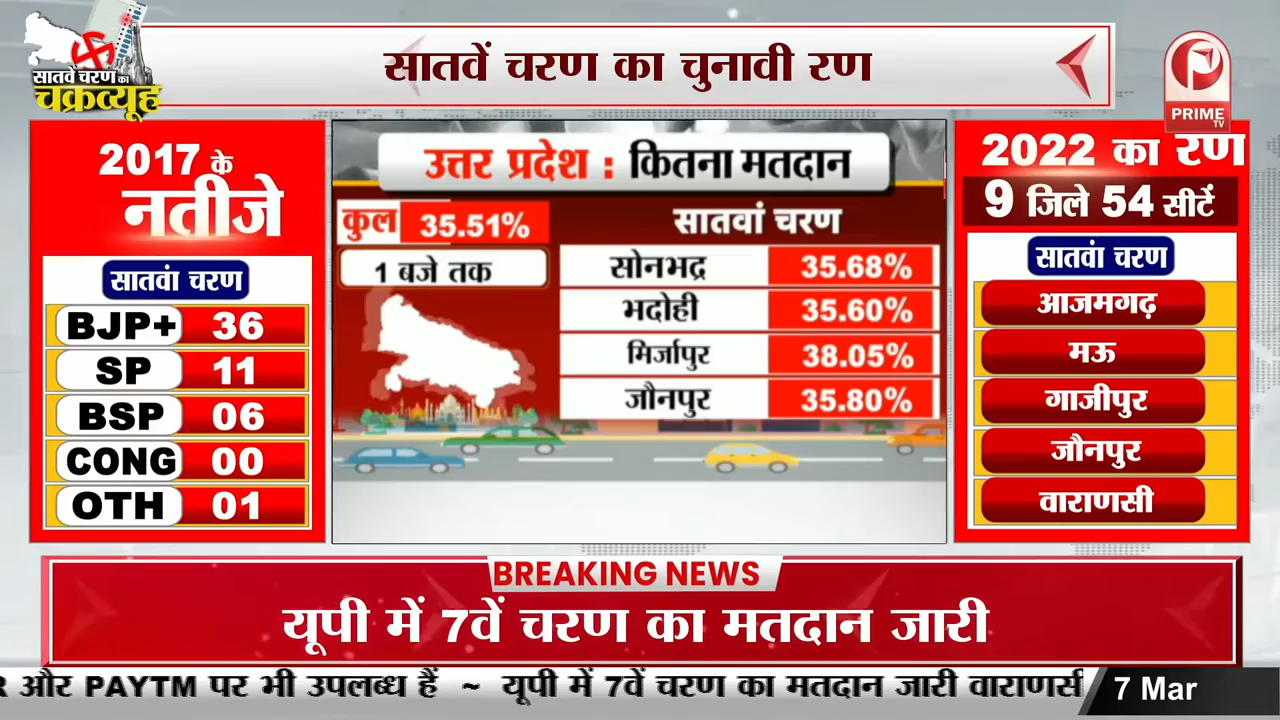 सातवें चरण का
चक्रव्यूह
सातवें चरण का चुनावी रण
PRIME
TV
2017 के
नतीजे
सातवां चरण
BJP+ 36
SP 11
BSP 06
CONG 00
OTH 01
उत्तर प्रदेश : कितना मतदान
कुल 35.51%
1 बजे तक
सातवां चरण
सोनभद्र 35.68%
भदोही 35.60%
मिर्जापुर 38.05%
जौनपुर 35.80%
2022 का रण
9 जिले 54 सीटें
सातवां चरण
आजमगढ़
मऊ
गाजीपुर
जौनपुर
वाराणसी
BREAKING NEWS
यूपी में 7वें चरण का मतदान जारी
R और PAYTM पर भी उपलब्ध हैं ~ यूपी में 7वें चरण का मतदान जारी वाराणसी
7 Mar